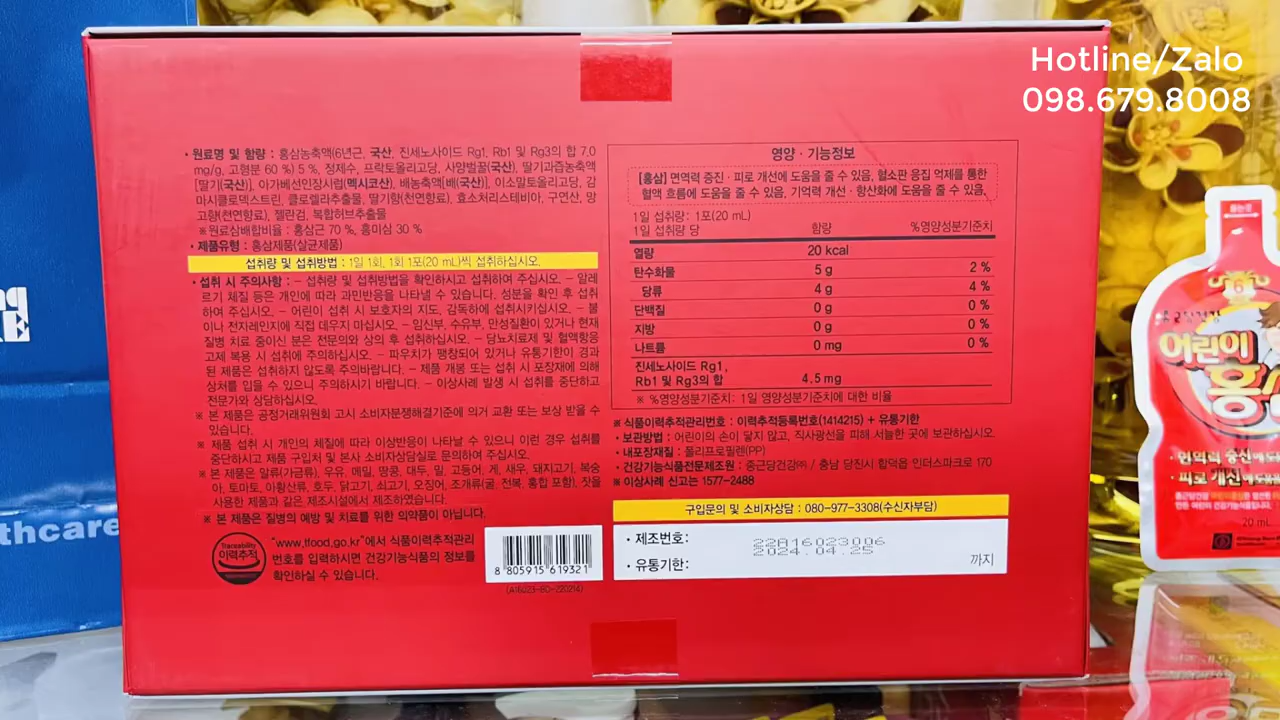 Hotline/Zalo
098.679.8008
• 원료명 및 함량 : 홍삼농축액(6년근, 국산, 진세노사이드 Rg1, Rb1 및 Rg3의 합 7.0
mg/g, 고형분 60 %) 5 %, 정제수, 프락토올리고당, 사양벌꿀(국산), 딸기과즙농축액
[딸기(국산)], 아가베선인장시럽(멕시코산), 배농축액[배(국산)], 이소말토올리고당, 감
마시클로덱스트린, 클로렐라추출물, 딸기향(천연향료), 효소처리스테비아, 구연산, 망
고향(천연향료), 젤란검, 복합허브추출물
※ 원료삼배합비율 : 홍삼근 70 %, 홍미삼 30 %
• 제품유형 : 홍삼제품(살균제품)
섭취량 및 섭취방법 : 1일 1회, 1회 1포(20 mL)씩 섭취하십시오.
• 섭취 시 주의사항 : – 섭취량 및 섭취방법을 확인하시고 섭취하여 주십시오. – 알레
르기 체질 등은 개인에 따라 과민반응을 나타낼 수 있습니다. 성분을 확인 후 섭취
하여 주십시오. – 어린이 섭취 시 보호자의 지도, 감독하에 섭취시키십시오. – 불
이나 전자레인지에 직접 데우지 마십시오. – 임신부, 수유부, 만성질환이 있거나 현재
질병 치료 중이신 분은 전문의와 상의 후 섭취하십시오. – 당뇨치료제 및 혈액항응
고제 복용 시 섭취에 주의하십시오. – 파우치가 팽창되어 있거나 유통기한이 경과
된 제품은 섭취하지 않도록 주의바랍니다. – 제품 개봉 또는 섭취 시 포장재에 의해
상처를 입을 수 있으니 주의하시기 바랍니다. – 이상사례 발생 시 섭취를 중단하고
전문가와 상담하십시오.
※ 본 제품은 공정거래위원회 고시 소비자분쟁해결기준에 의거 교환 또는 보상 받을 수
있습니다.
※ 제품 섭취 시 개인의 체질에 따라 이상반응이 나타날 수 있으니 이런 경우 섭취를
중단하시고 제품 구입처 및 본사 소비자상담실로 문의하여 주십시오.
※ 본 제품은 알류(가금류), 우유, 메밀, 땅콩, 대두, 밀, 고등어, 게, 새우, 돼지고기, 복숭
아, 토마토, 아황산류, 호두, 닭고기, 쇠고기, 오징어, 조개류(굴, 전복, 홍합 포함), 잣을
사용한 제품과 같은 제조시설에서 제조하였습니다.
※ 본 제품은 질병의 예방 및 치료를 위한 의약품이 아닙니다.
Traceability
이력추적
"www.tfood.go.kr"에서 식품이력추적관리
번호를 입력하시면 건강기능식품의 정보를
확인하실 수 있습니다.
8 805915 619321
(A16023-BO-220214)
영양 · 기능정보
[홍삼] 면역력 증진 · 피로 개선에 도움을 줄 수 있음, 혈소판 응집 억제를 통한
혈액 흐름에 도움을 줄 수 있음, 기억력 개선 · 항산화에 도움을 줄 수 있음,
1일 섭취량: 1포(20 mL)
1일 섭취량 당 함량 %영양성분기준치
열량 20 kcal
탄수화물 5 g 2 %
당류 4 g 4 %
단백질 0 g 0 %
지방 0 g 0 %
나트륨 0 mg 0 %
진세노사이드 Rg1,
Rb1 및 Rg3의 합 4.5 mg
※ %영양성분기준치: 1일 영양성분기준치에 대한 비율
※ 식품이력추적관리번호 : 이력추적등록번호(1414215) + 유통기한
• 보관방법 : 어린이의 손이 닿지 않고, 직사광선을 피해 서늘한 곳에 보관하십시오.
• 내포장재질 : 폴리프로필렌(PP)
• 건강기능식품전문제조원 : 종근당건강㈜ / 충남 당진시 합덕읍 인더스파크로 170
※ 이상사례 신고는 1577-2488
구입문의 및 소비자상담 : 080-977-3308(수신자부담)
• 제조번호: 22A16023006
2024.04.25
• 유통기한: 까지
thcare
어린이
홍
· 면역력 증진
· 피로 개선
20 mL